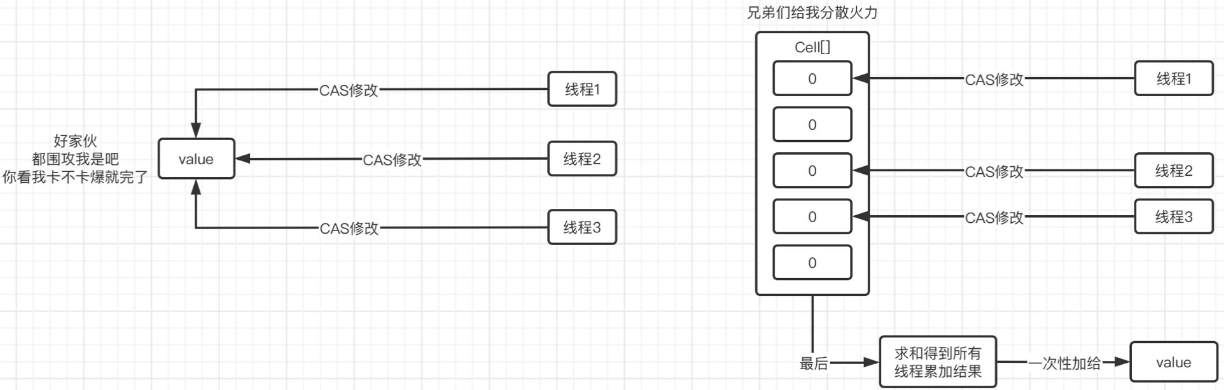 好家伙
都围攻我是吧
你看我卡不卡爆就完了
value
CAS修改
线程1
CAS修改
线程2
CAS修改
线程3
兄弟们给我分散火力
Cell[]
0
CAS修改
线程1
0
0
CAS修改
线程2
0
CAS修改
线程3
0
最后
求和得到所有
线程累加结果
一次性加给
value